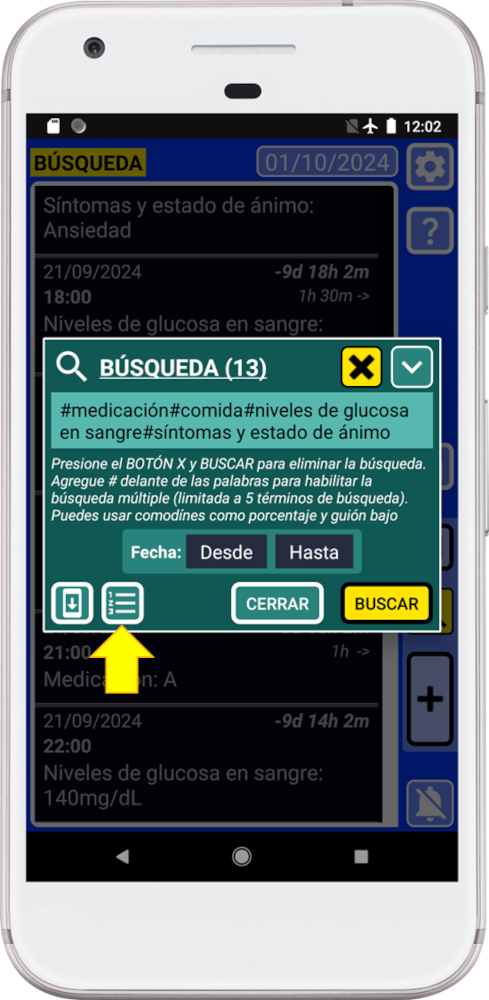 12:02
BÚSQUEDA
01/10/2024
Síntomas y estado de ánimo:
Ansiedad
?
21/09/2024
-9d 18h 2m
18:00
1h 30m ->
Niveles de glucosa en sangre:
BÚSQUEDA (13)
#medicación#comida#niveles de glucosa
en sangre#síntomas y estado de ánimo
Presione el BOTÓN X y BUSCAR para eliminar la búsqueda.
Agregue # delante de las palabras para habilitar la
búsqueda múltiple (limitada a 5 términos de búsqueda).
Puedes usar comodínes como porcentaje y guión bajo
Fecha:
Desde
Hasta
1
2
3
CERRAR
BUSCAR
21:00
1h ->
21/09/2024
-9d 14h 2m
22:00
Niveles de glucosa en sangre:
140mg/dL